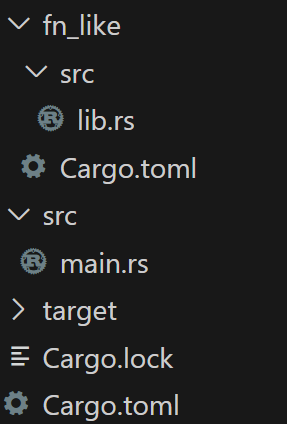 fn_like
src
lib.rs
Cargo.toml
src
main.rs
target
Cargo.lock
Cargo.toml